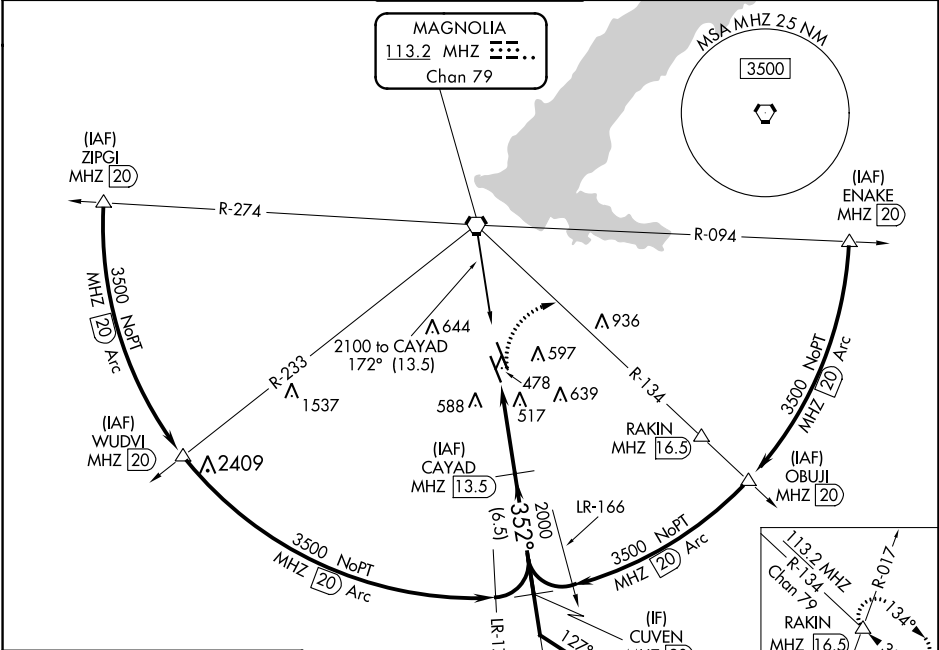 MAGNOLIA
113.2 MHZ
Chan 79
MSA MHZ 25 NM
3500
(IAF)
ZIPGI
MHZ 20
(IAF)
ENAKE
MHZ 20
R-274
R-094
3500 NoPT
MHZ 20 Arc
644
936
2100 to CAYAD
172° (13.5)
597
R-233
R-134
3500 NoPT
MHZ 20 Arc
478
1537
588
517
639
(IAF)
WUDVI
MHZ 20
2409
(IAF)
CAYAD
MHZ 13.5
RAKIN
MHZ 16.5
(IAF)
OBUJI
MHZ 20
352°
(6.5)
2000
LR-166
3500 NoPT
MHZ 20 Arc
3500 NoPT
MHZ 20 Arc
(IF)
CUVEN
127°
113.2 MHZ
R-134
Chan 79
R-017
RAKIN
MHZ 16.5
134°